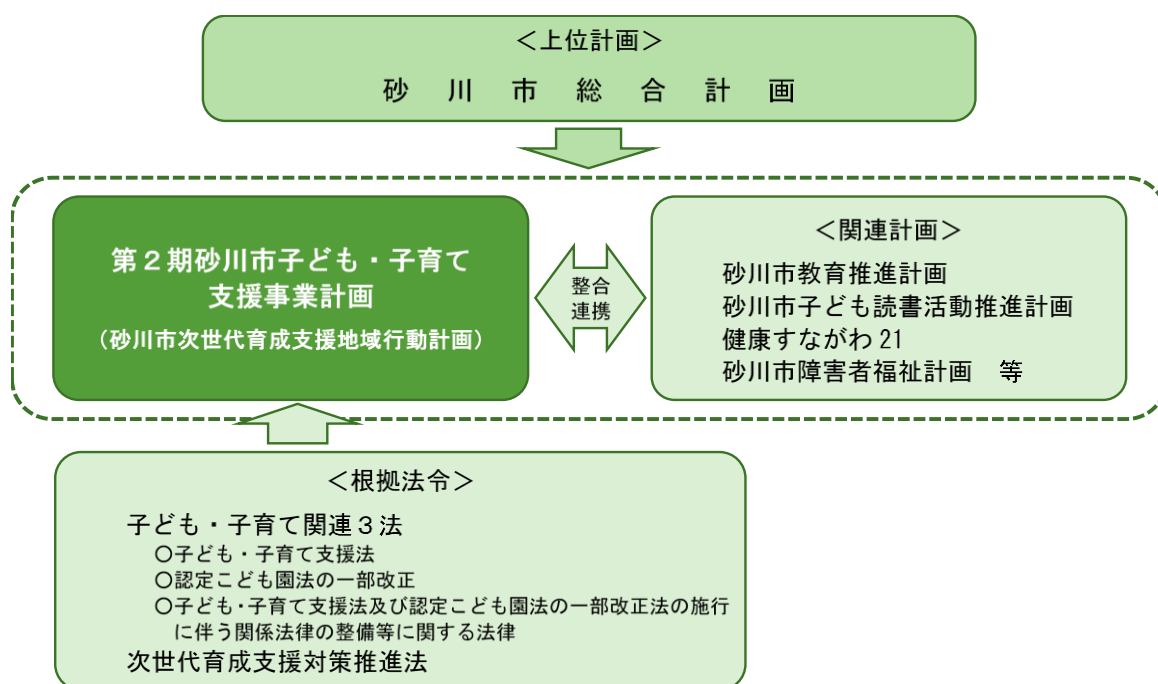 ＜上位計画＞
砂川市総合計画
第２期砂川市子ども・子育て
支援事業計画
（砂川市次世代育成支援地域行動計画）
整合
連携
＜関連計画＞
砂川市教育推進計画
砂川市子ども読書活動推進計画
健康すながわ 21
砂川市障害者福祉計画　等
＜根拠法令＞
子ども・子育て関連３法
○子ども・子育て支援法
○認定こども園法の一部改正
○子ども・子育て支援法及び認定こども園法の一部改正法の施行
に伴う関係法律の整備等に関する法律
次世代育成支援対策推進法